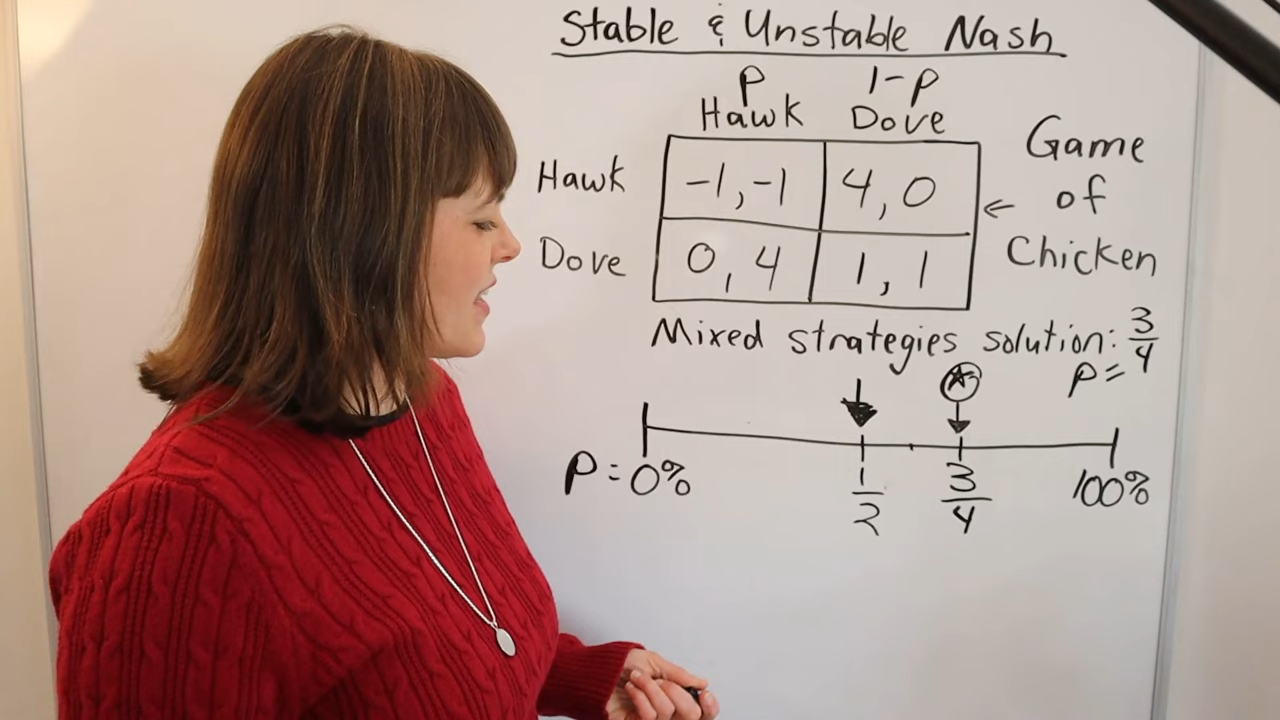 Stable & Unstable Nash
p 1-p
Hawk Dove
Hawk -1,-1 4,0
Dove 0,4 1,1
← Game of Chicken
Mixed strategies solution: p = 3/4
P = 0% 1/2 3/4 100%